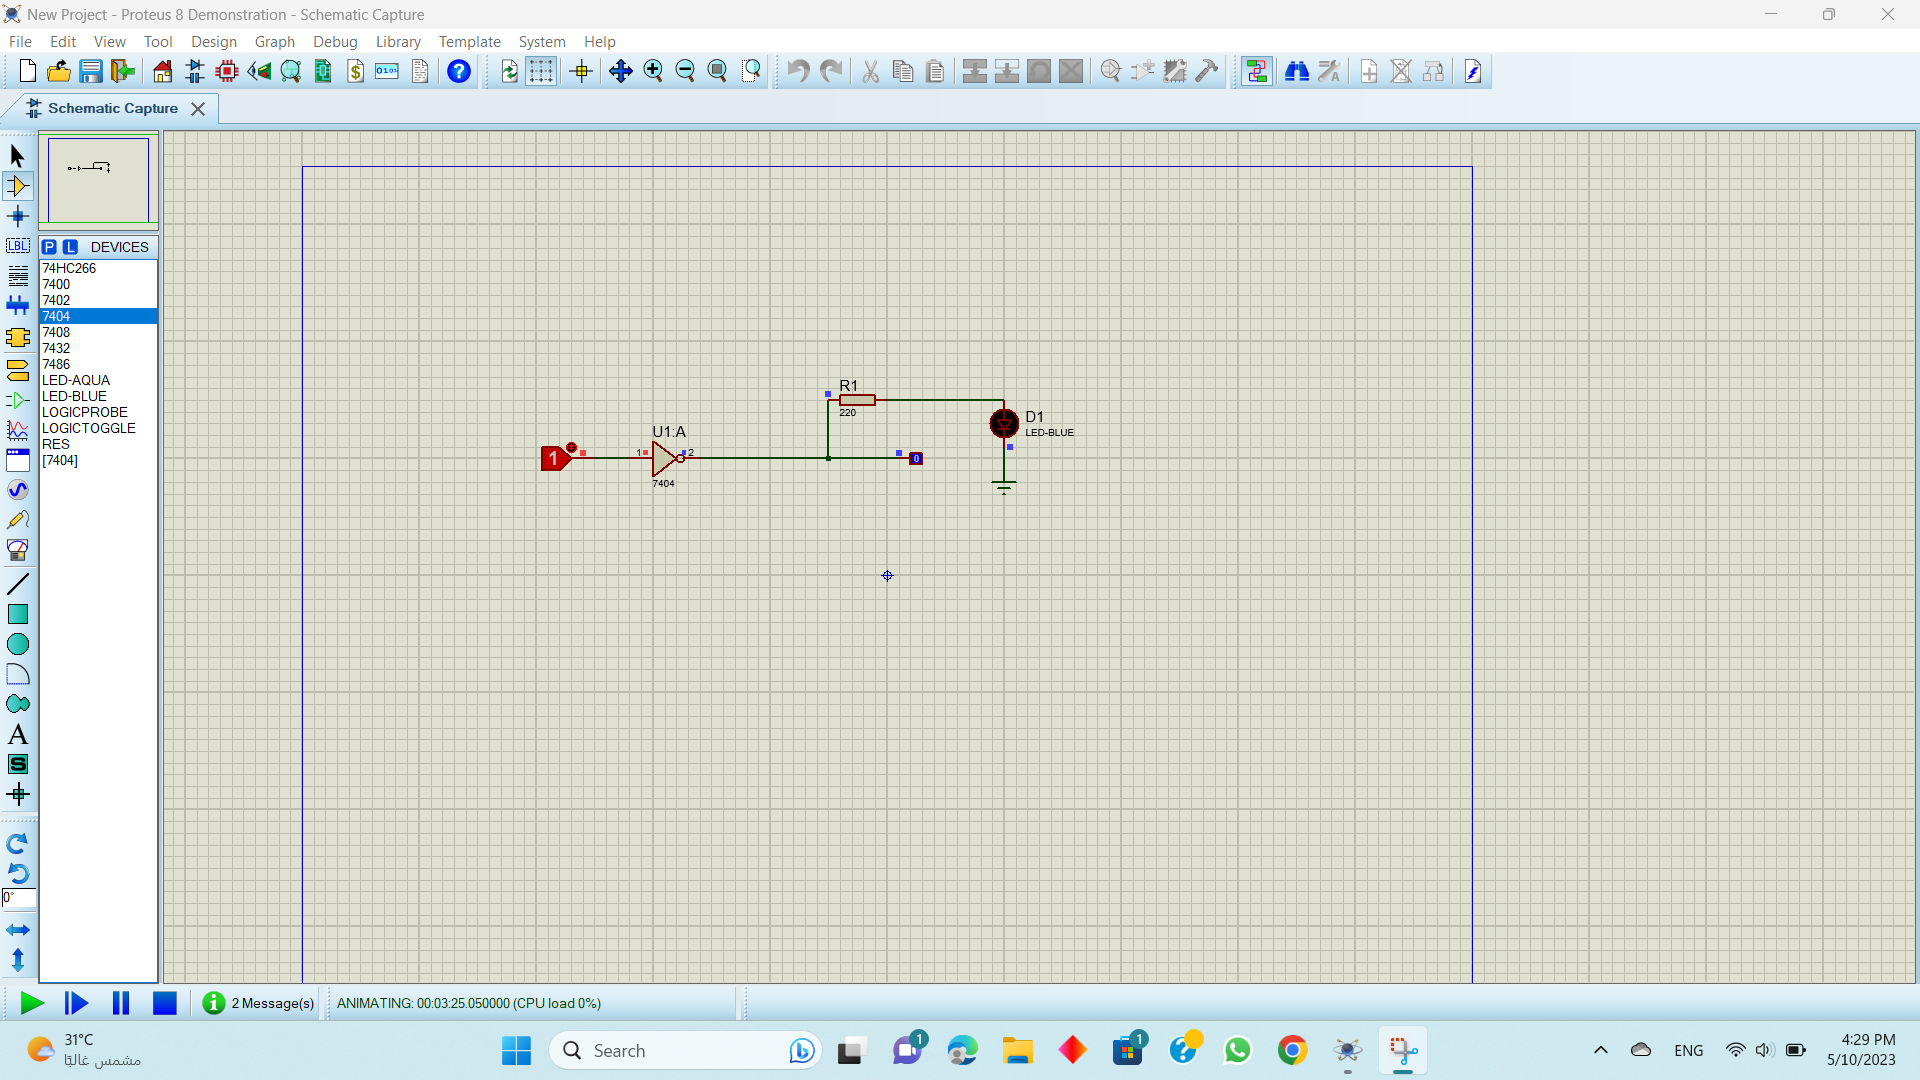 New Project - Proteus 8 Demonstration - Schematic Capture
File Edit View Tool Design Graph Debug Library Template System Help
Schematic Capture
P L DEVICES
74HC266
7400
7402
7404
7408
7432
7486
LED-AQUA
LED-BLUE
LOGICPROBE
LOGICTOGGLE
RES
[7404]
LBL
A
S
0°
R1
220
D1
LED-BLUE
U1:A
1
1
2
0
7404
2 Message(s)
ANIMATING: 00:03:25.050000 (CPU load 0%)
31°C
مشمس غالبًا
Search
1
1
ENG
4:29 PM
5/10/2023